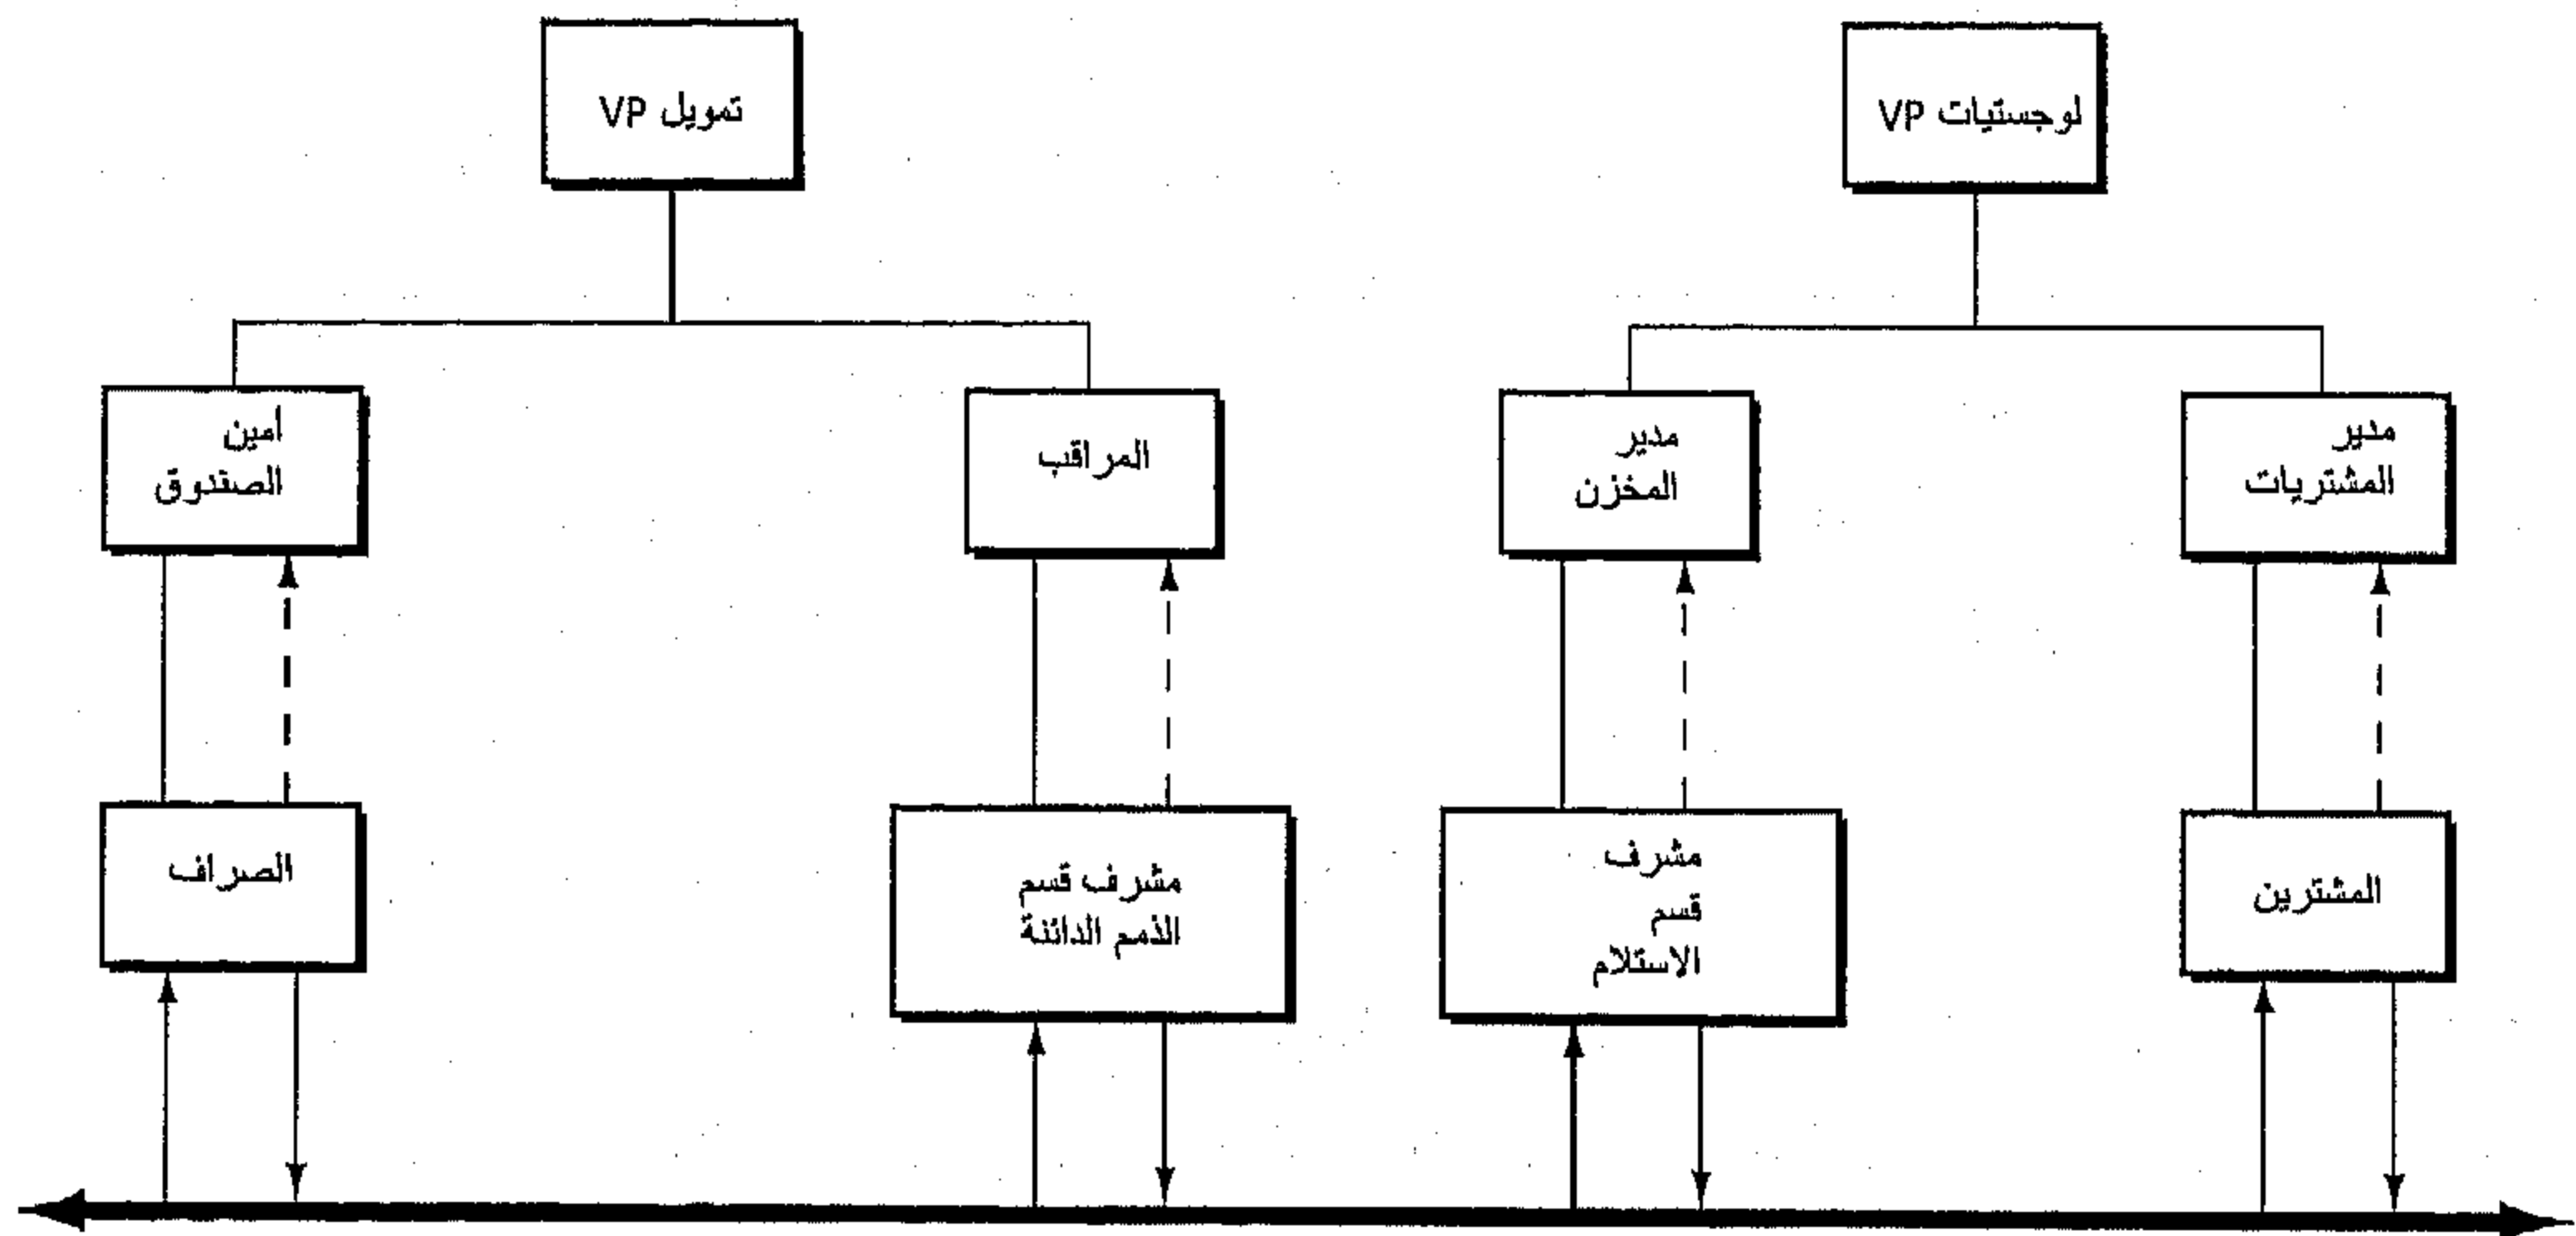 لوجستيات VP
تمويل VP
مدير
المشتريات
مدير
المخزن
المراقب
امين
الصندوق
المشترين
مشرف
قسم
الاستلام
مشرف قسم
الذمم الدائنة
الصراف